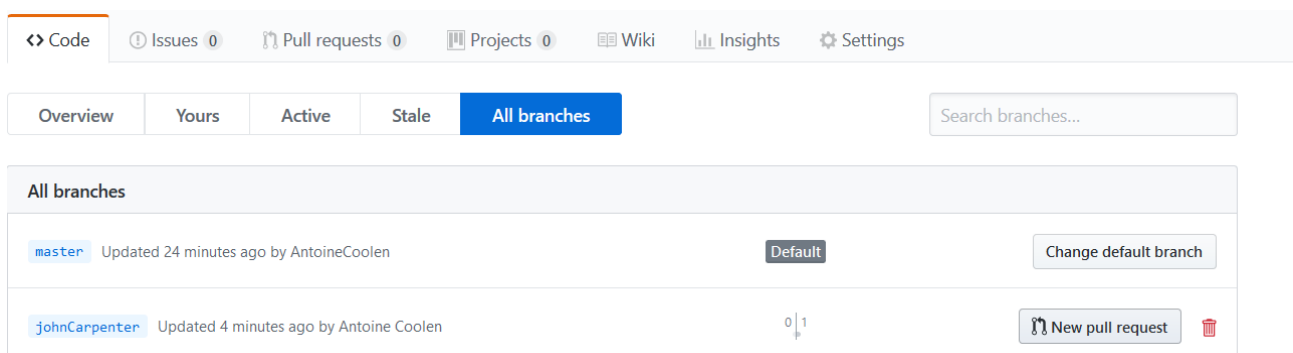 <> Code Issues 0 Pull requests 0 Projects 0 Wiki Insights Settings
Overview Yours Active Stale All branches Search branches...
All branches
master Updated 24 minutes ago by AntoineCoolen Default Change default branch
johnCarpenter Updated 4 minutes ago by Antoine Coolen 0 1 New pull request